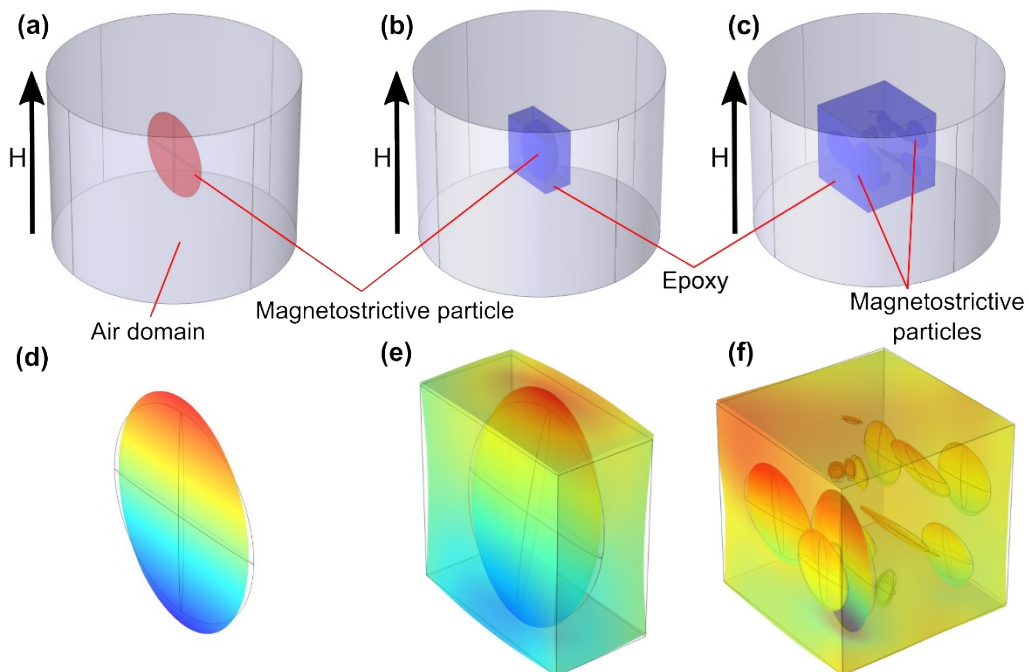 (a)
(b)
(c)
H
H
H
Epoxy
Magnetostrictive particle
Magnetostrictive
particles
Air domain
(d)
(e)
(f)